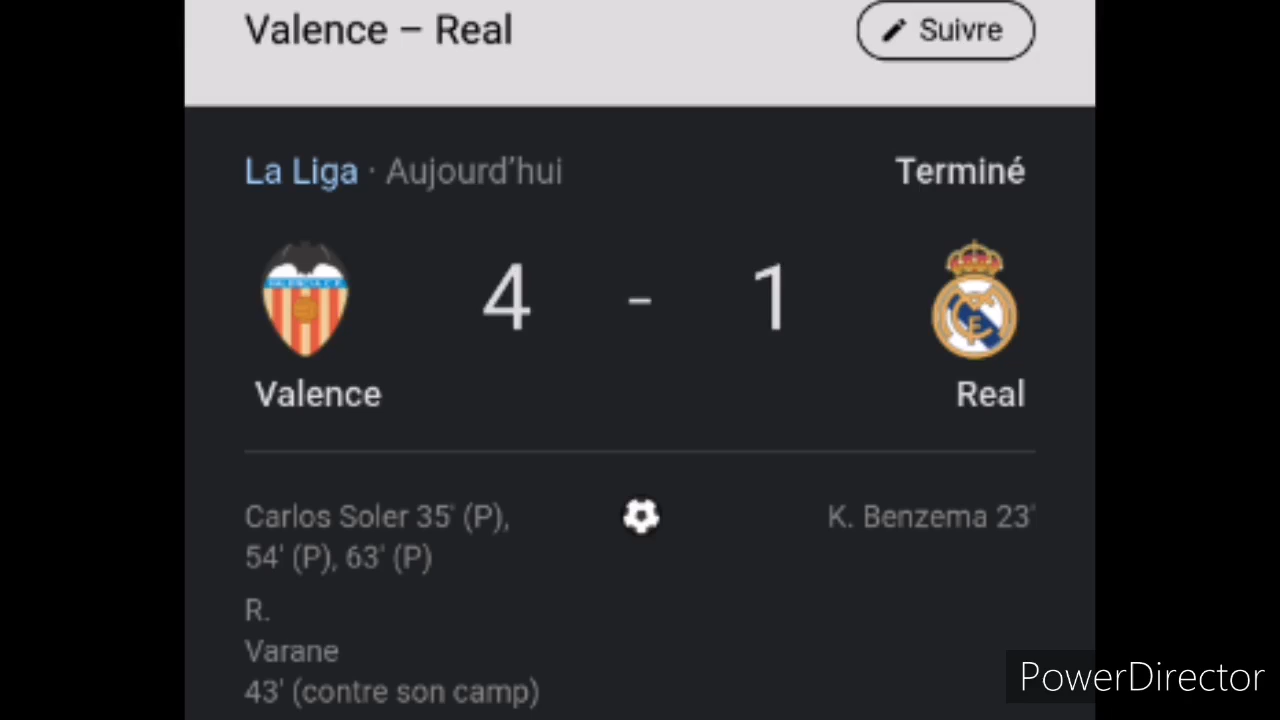 Valence – Real
Suivre
La Liga · Aujourd'hui
Terminé
4 - 1
Valence
Real
Carlos Soler 35' (P),
54' (P), 63' (P)
K. Benzema 23'
R.
Varane
43' (contre son camp)
PowerDirector